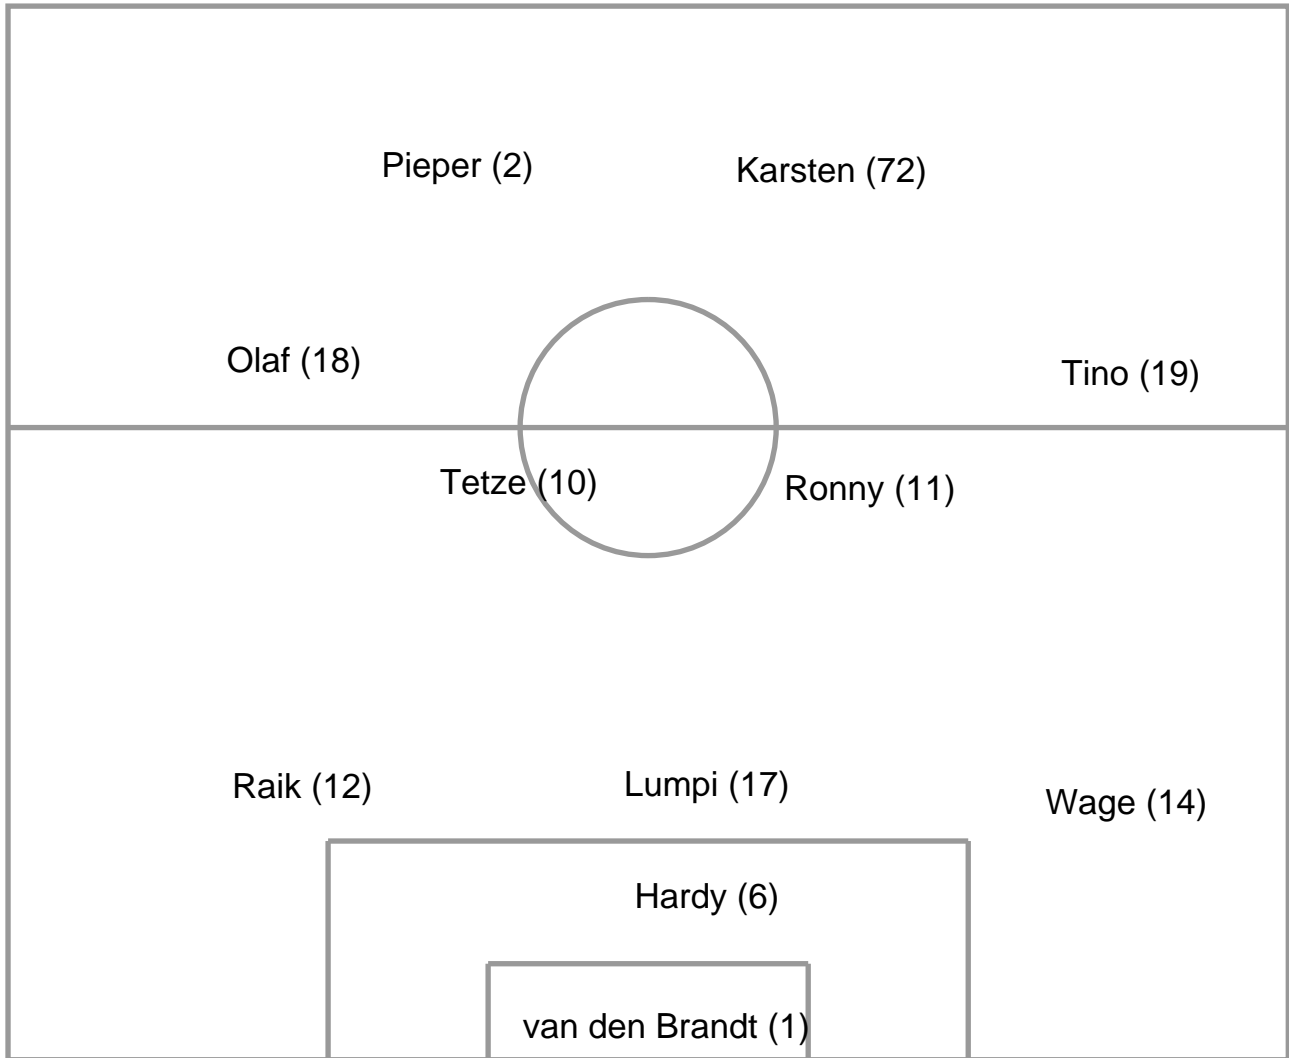 Pieper (2)
Karsten (72)
Olaf (18)
Tino (19)
Tetze (10)
Ronny (11)
Raik (12)
Lumpi (17)
Wage (14)
Hardy (6)
van den Brandt (1)